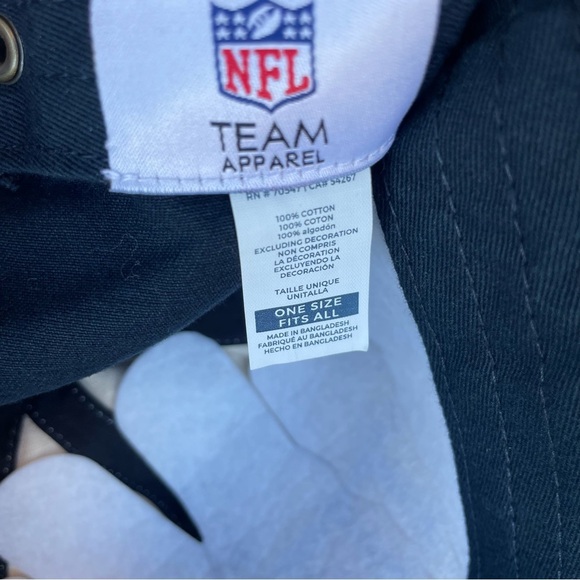 NFL
TEAM
APPAREL
RN # 70547 | CA# 54267
100% COTTON
100% COTON
100% algodón
EXCLUDING DECORATION
NON COMPRIS
LA DÉCORATION
EXCLUYENDO LA
DECORACIÓN
TAILLE UNIQUE
UNITALLA
ONE SIZE
FITS ALL
MADE IN BANGLADESH
FABRIQUÉ AU BANGLADESH
HECHO EN BANGLADESH